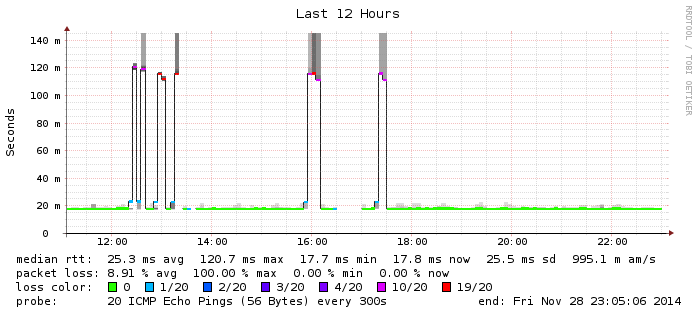 Last 12 Hours
RRDTOOL / TOBI OETIKER
Seconds
140 m
120 m
100 m
80 m
60 m
40 m
20 m
0
12:00 14:00 16:00 18:00 20:00 22:00
median rtt: 25.3 ms avg 120.7 ms max 17.7 ms min 17.8 ms now 25.5 ms sd 995.1 m am/s
packet loss: 8.91 % avg 100.00 % max 0.00 % min 0.00 % now
loss color: 0 1/20 2/20 3/20 4/20 10/20 19/20
probe: 20 ICMP Echo Pings (56 Bytes) every 300s end: Fri Nov 28 23:05:06 2014